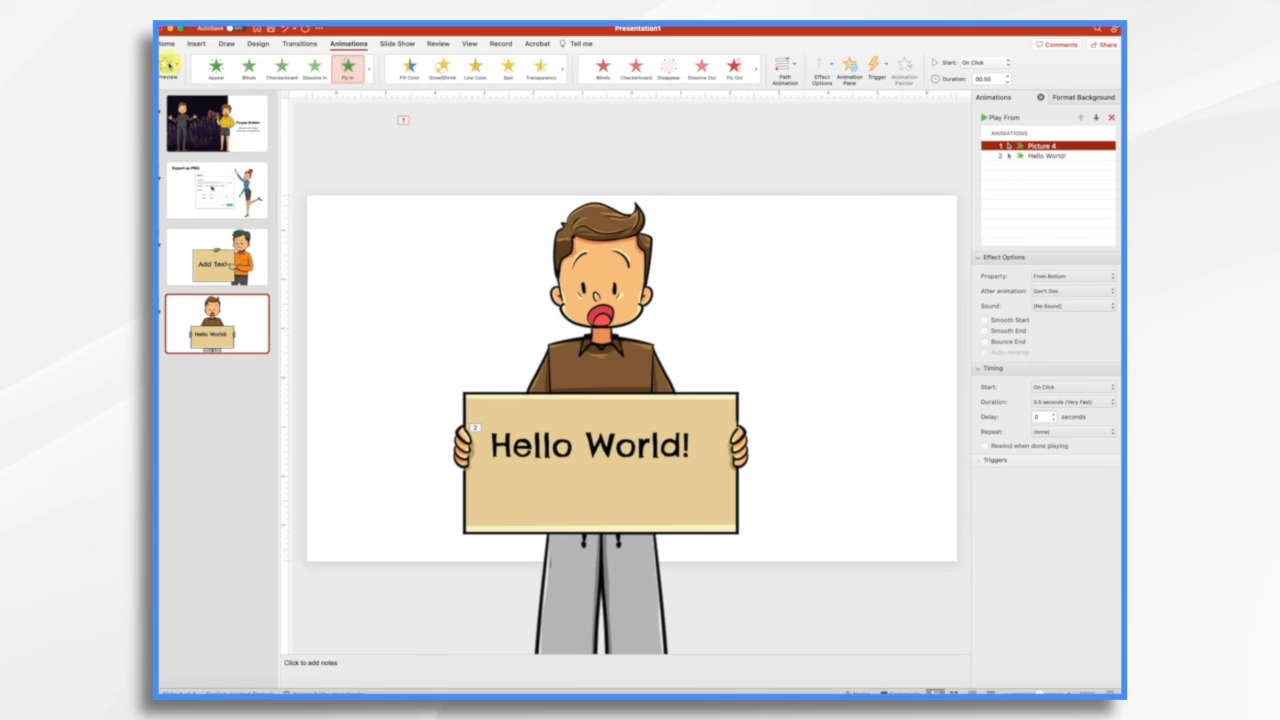 AutoSave
Presentation1
Home Insert Draw Design Transitions Animations Slide Show Review View Record Acrobat Tell me
Comments Share
Preview
Appear Blinds Checkerboard Dissolve In Fly In
Fill Color Grow/Shrink Line Color Spin Transparency
Blinds Checkerboard Disappear Dissolve Out Fly Out
Path Animation
Effect Options
Animation Pane
Trigger
Animation Painter
Start: On Click
Duration: 00.50
Animations
Format Background
Play From
ANIMATIONS
1 Picture 4
2 Hello World!
Effect Options
Property: From Bottom
After animation: Don't Dim
Sound: [No Sound]
Smooth Start
Smooth End
Bounce End
Auto-reverse
Timing
Start: On Click
Duration: 0.5 seconds (Very Fast)
Delay: 0 seconds
Repeat: (none)
Rewind when done playing
Triggers
People Builder
Export as PNG
Add Text
Hello World!
1
2
Hello World!
Click to add notes